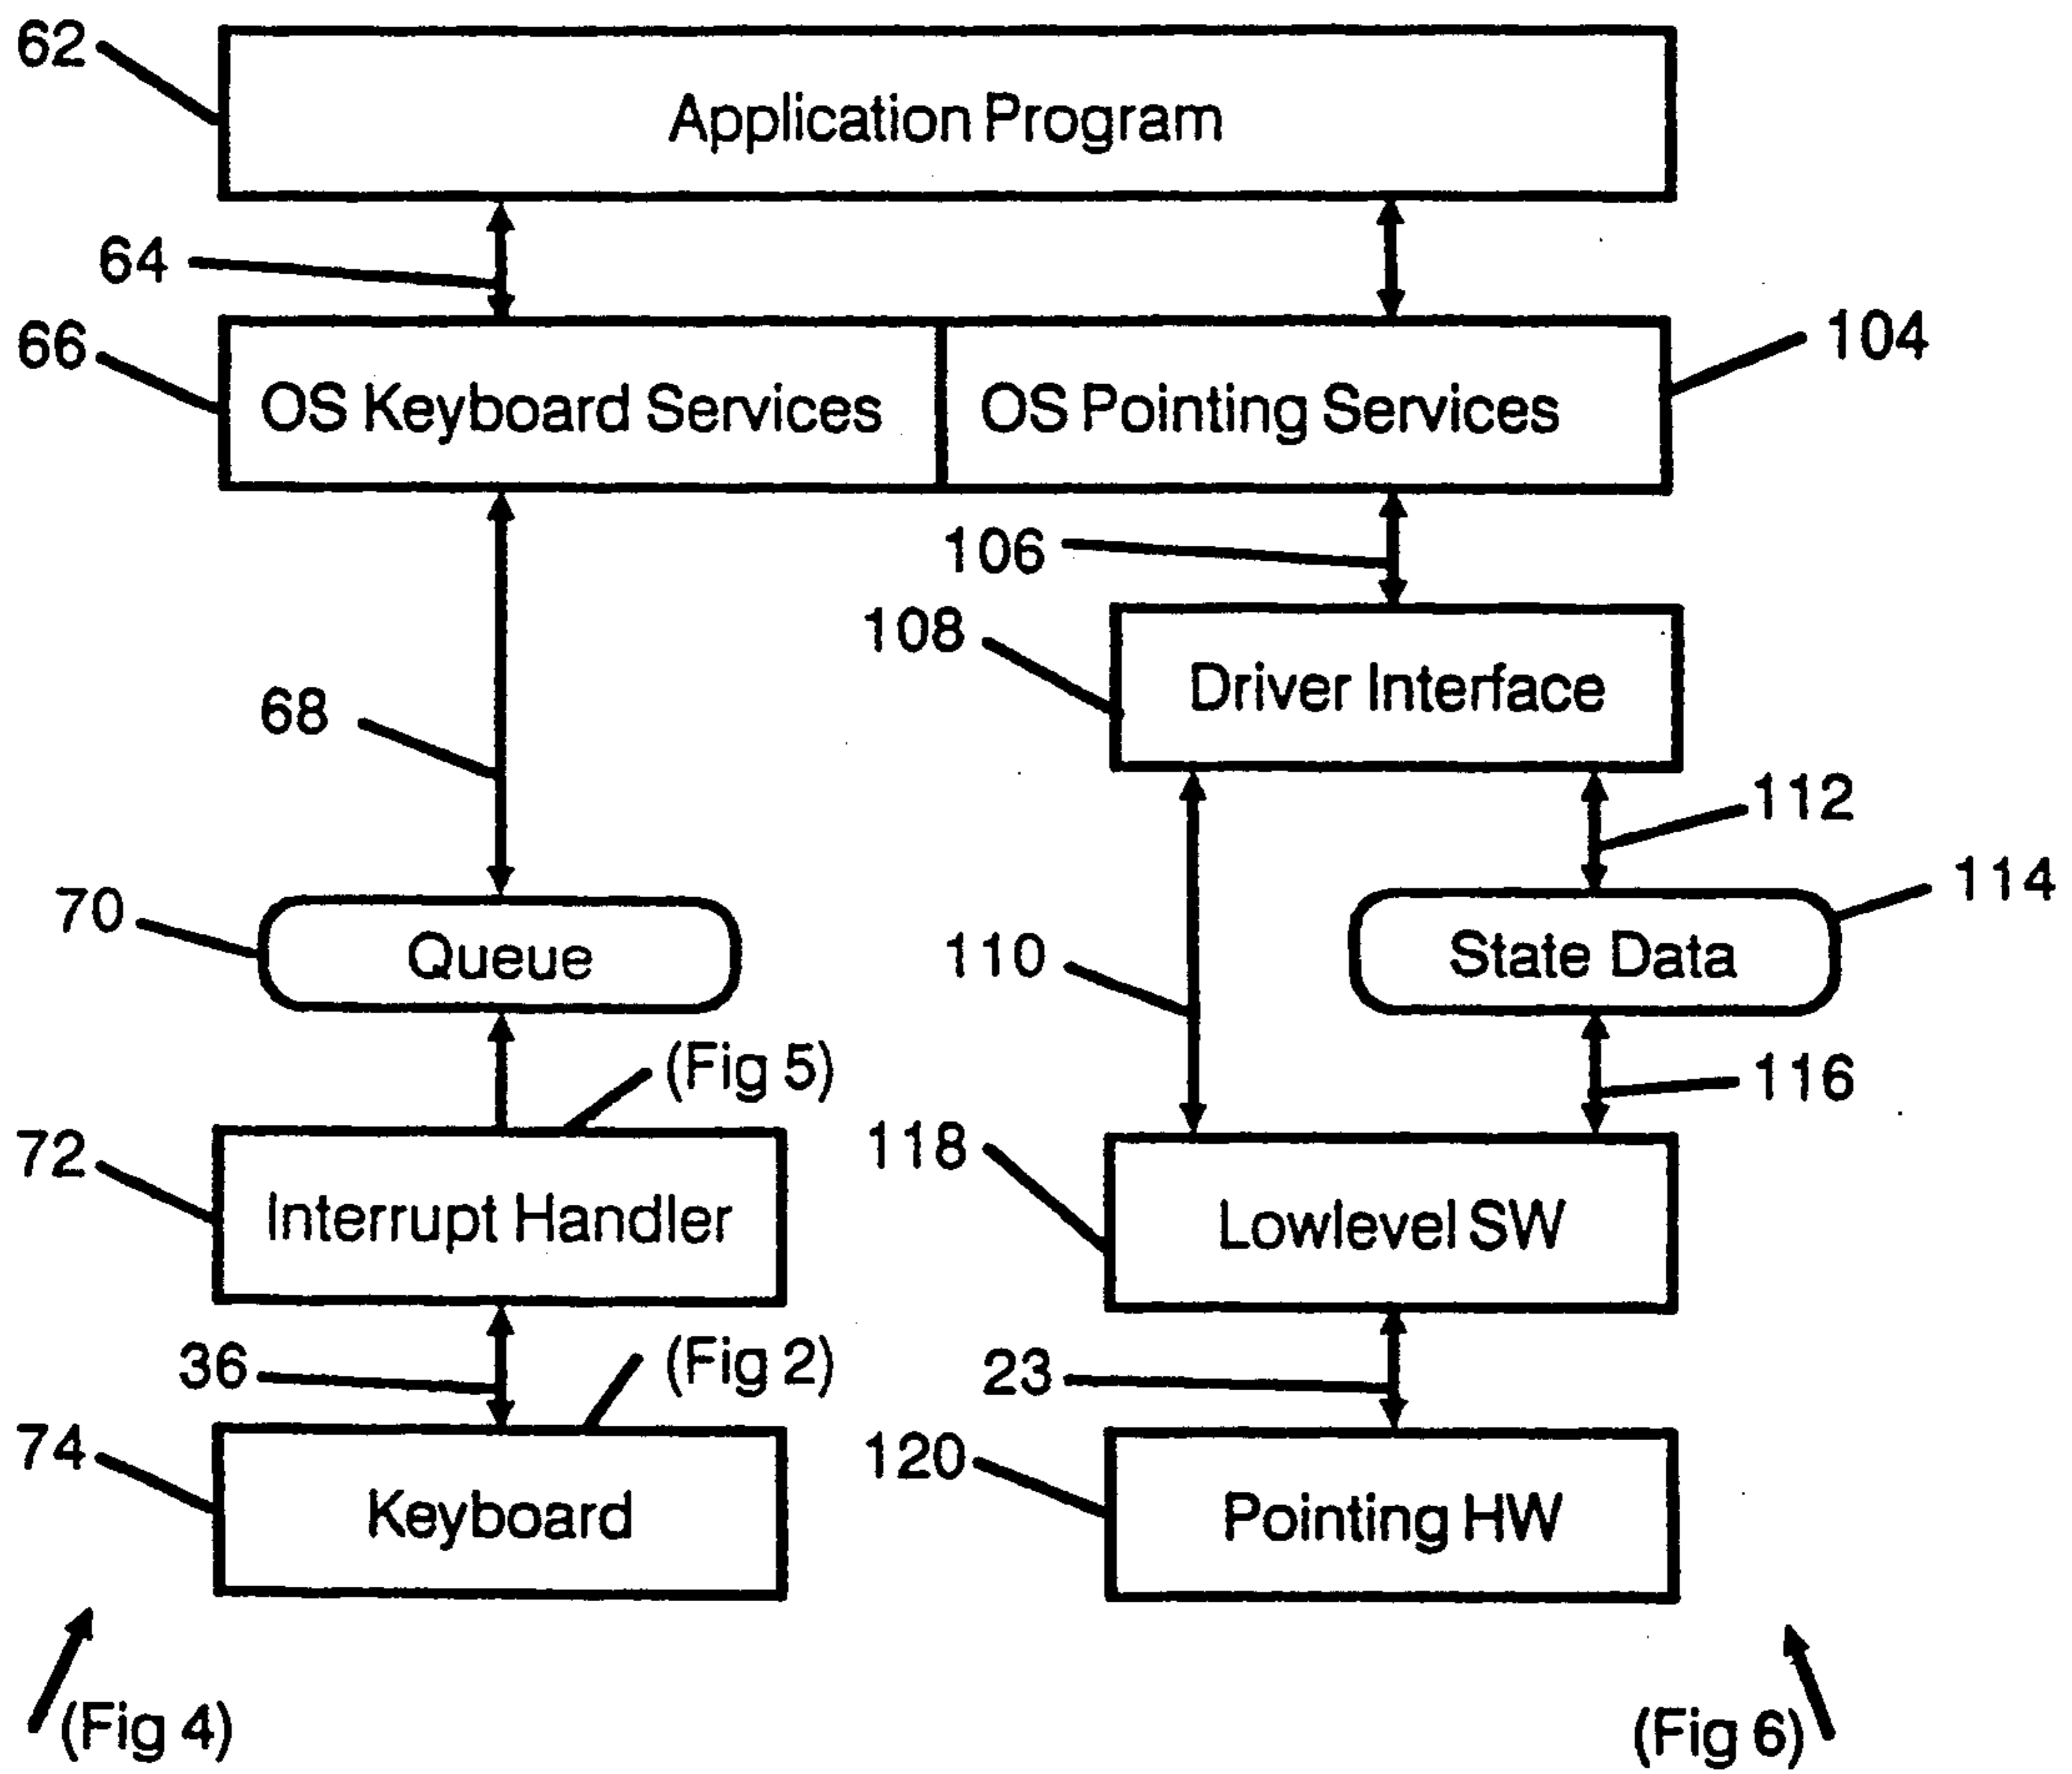 62
Application Program
64
66
OS Keyboard Services
OS Pointing Services
104
106
108
Driver Interface
68
112
70
Queue
110
State Data
114
(Fig 5)
116
72
Interrupt Handler
118
Lowlevel SW
36
(Fig 2)
23
74
Keyboard
120
Pointing HW
(Fig 4)
(Fig 6)